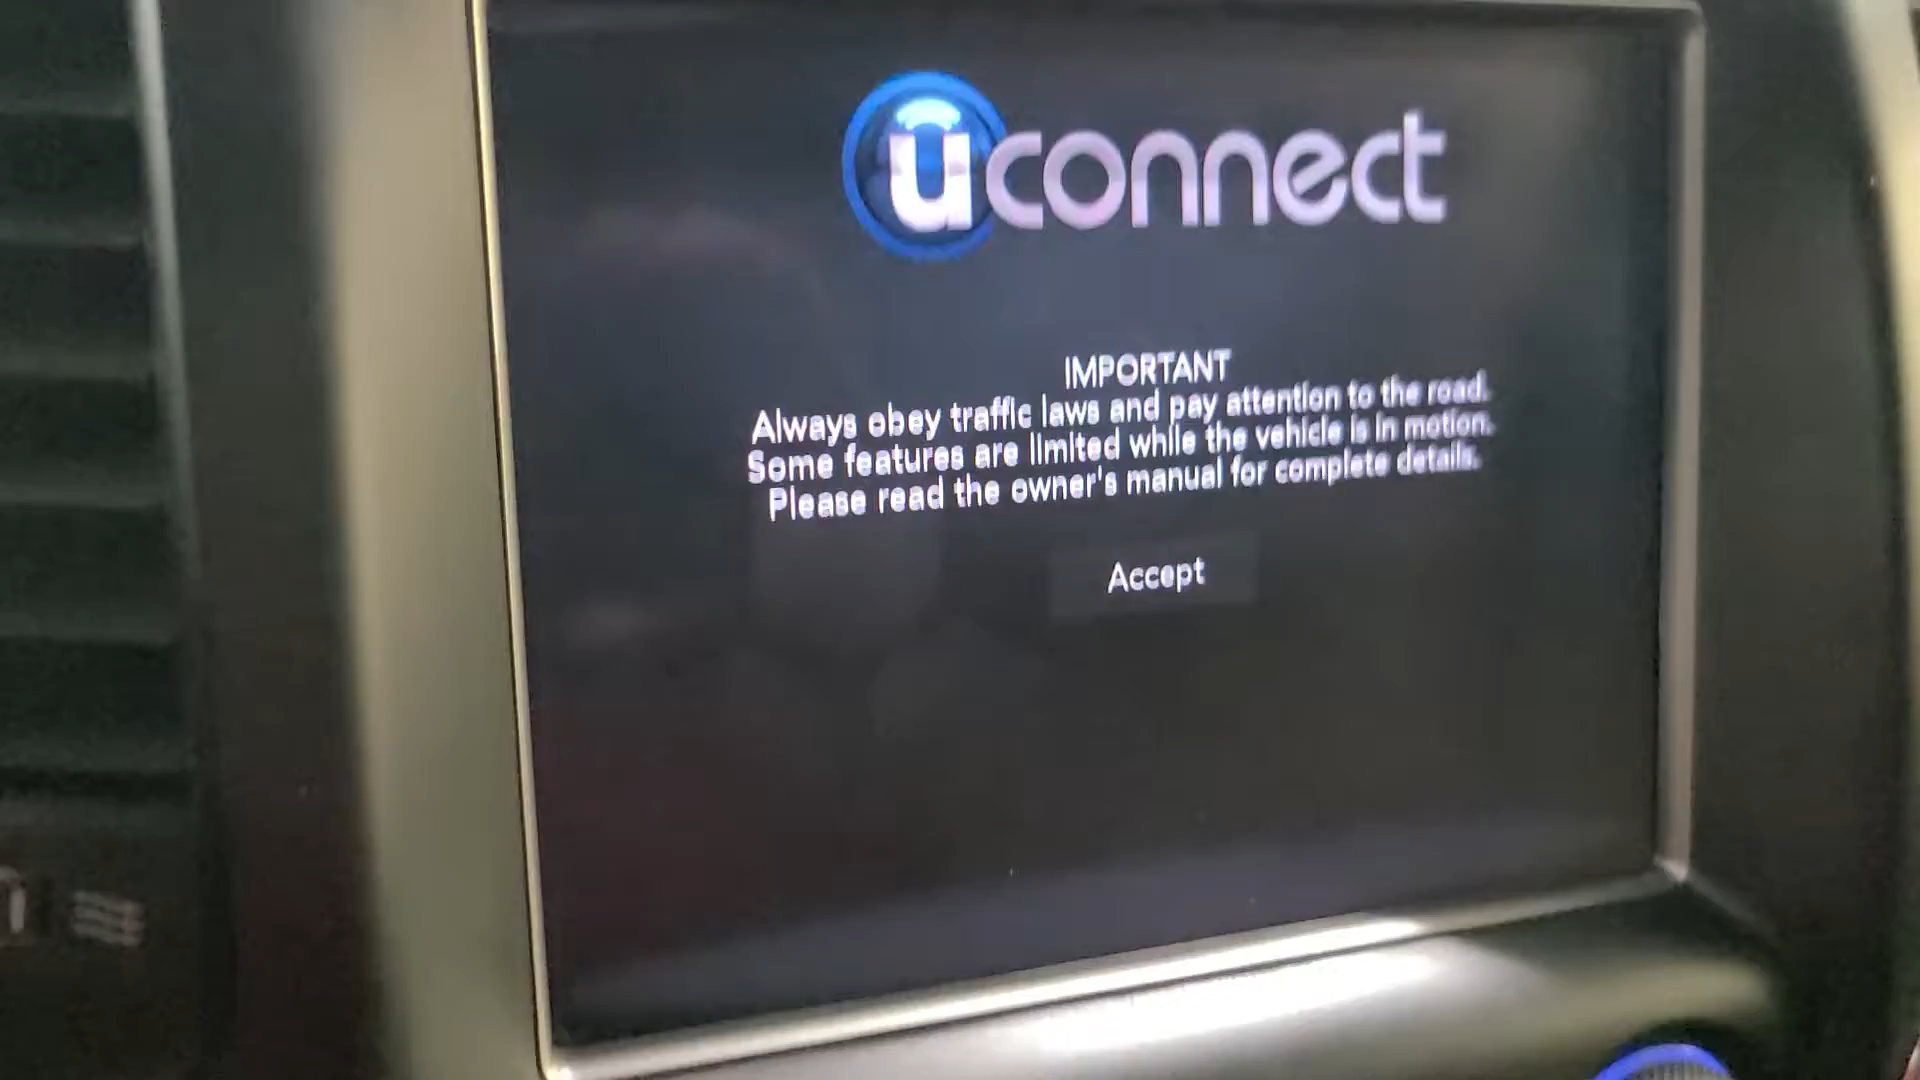 uconnect
IMPORTANT
Always obey traffic laws and pay attention to the road.
Some features are limited while the vehicle is in motion.
Please read the owner's manual for complete details.
Accept